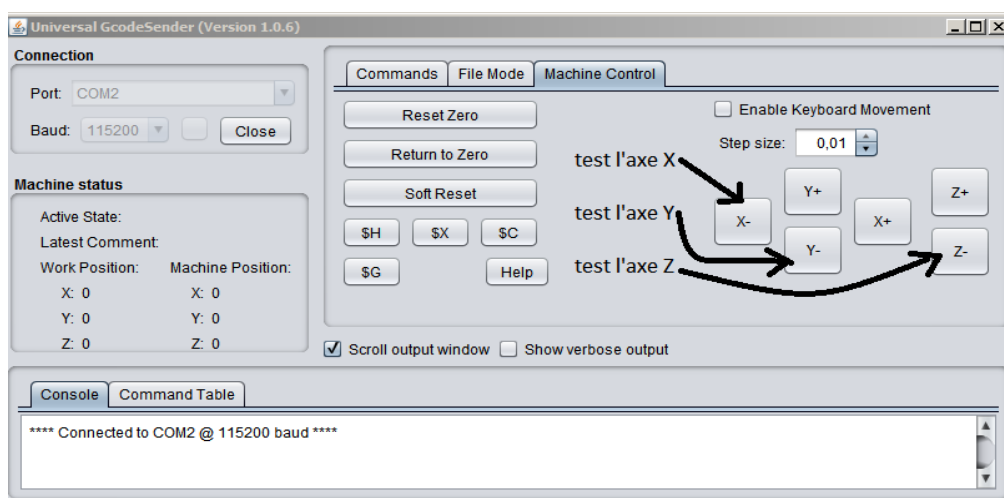 Universal GcodeSender (Version 1.0.6)
Connection
Port: COM2
Baud: 115200 Close
Machine status
Active State:
Latest Comment:
Work Position: Machine Position:
X: 0 X: 0
Y: 0 Y: 0
Z: 0 Z: 0
Commands File Mode Machine Control
Reset Zero
Return to Zero
Soft Reset
$H $X $C
$G Help
Enable Keyboard Movement
Step size: 0,01
test l'axe X
test l'axe Y
test l'axe Z
Y+ Z+
X- X+
Y- Z-
Scroll output window Show verbose output
Console Command Table
**** Connected to COM2 @ 115200 baud ****